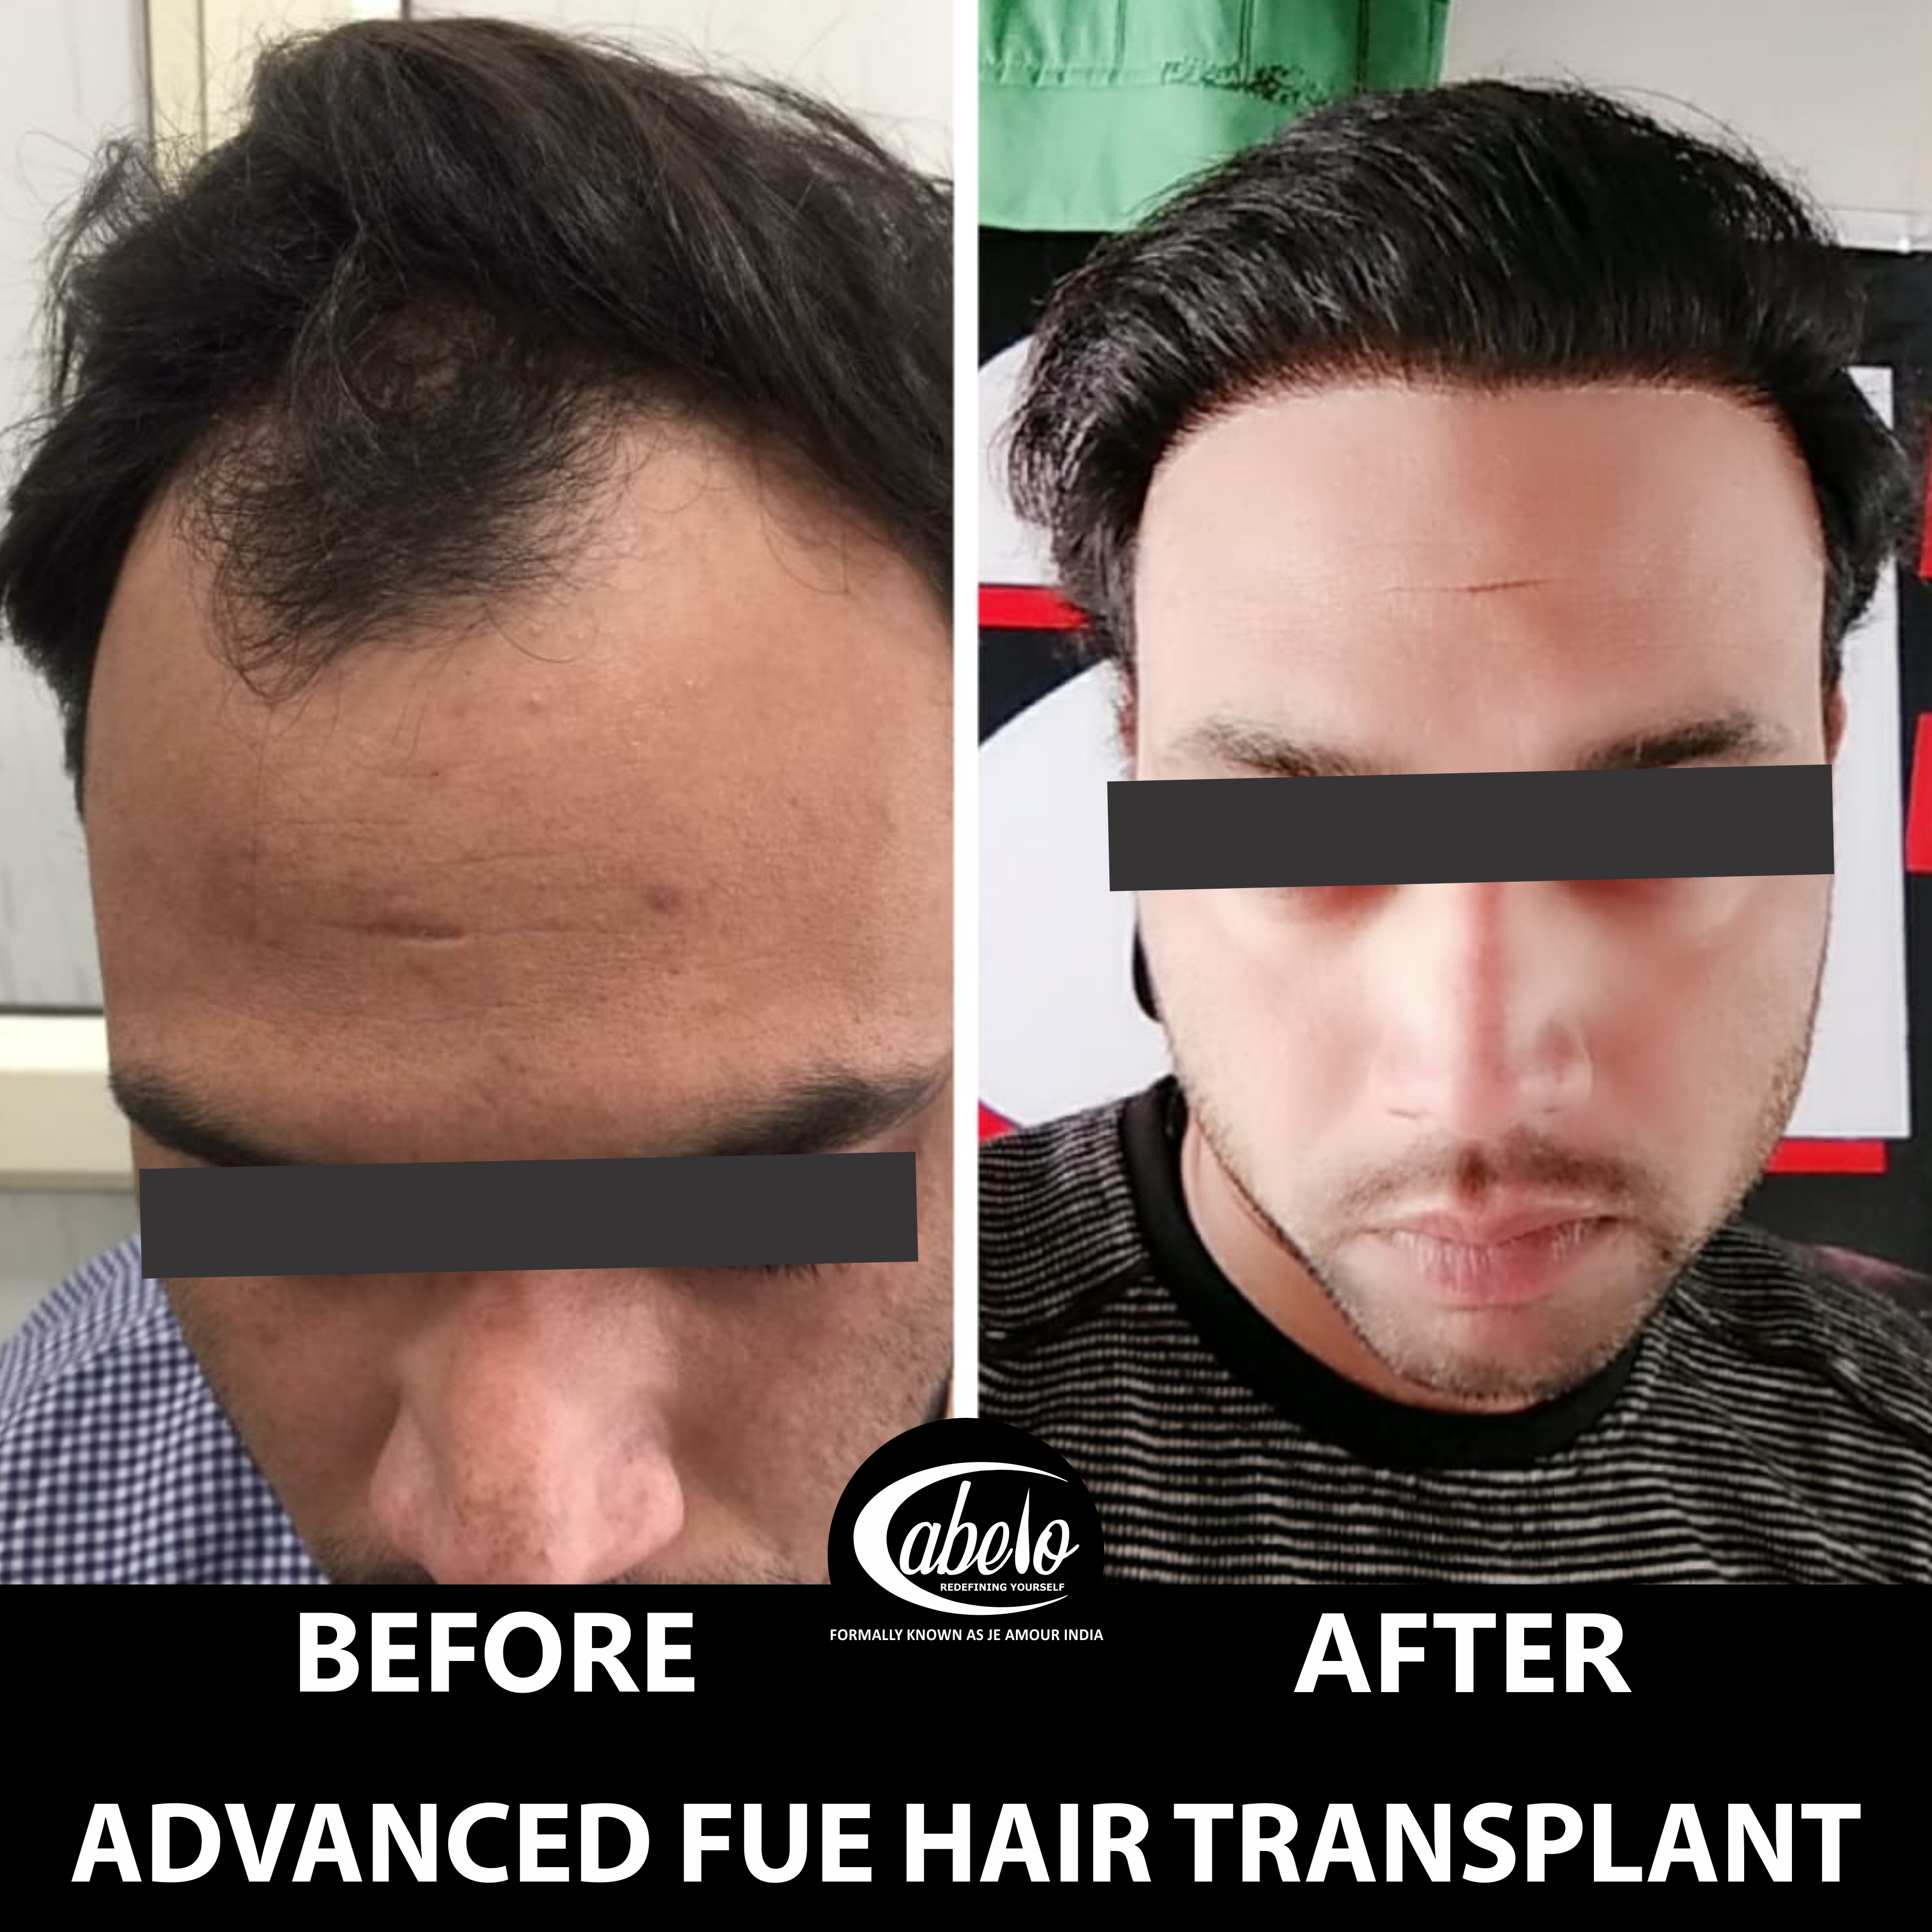 Cabelo
REDEFINING YOURSELF
FORMALLY KNOWN AS JE AMOUR INDIA
BEFORE
AFTER
ADVANCED FUE HAIR TRANSPLANT